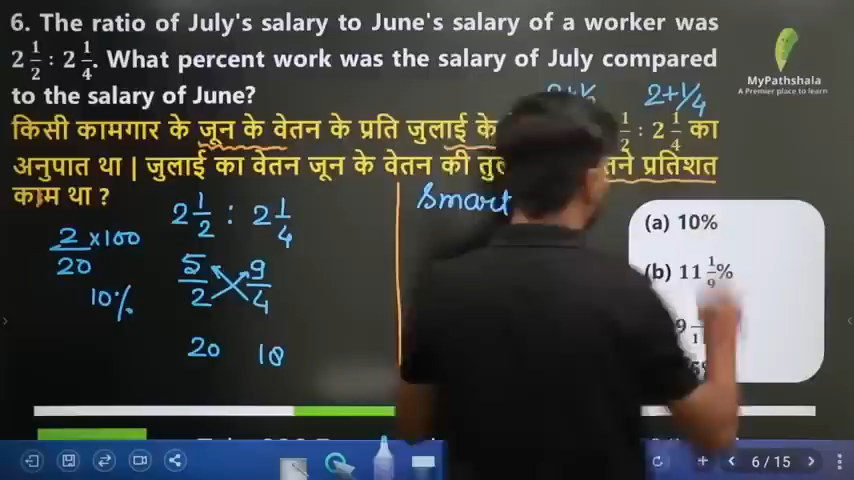 6. The ratio of July's salary to June's salary of a worker was
2 1/2 : 2 1/4. What percent work was the salary of July compared
to the salary of June?
MyPathshala
A Premier place to learn
2+1/4
किसी कामगार के जून के वेतन के प्रति जुलाई के 1/2 : 2 1/4 का
अनुपात था | जुलाई का वेतन जून के वेतन की प्रतिशत
काम था ?
2 1/2 : 2 1/4
Smart
2/20 ×100
10%
5/2 9/4
20 18
(a) 10%
(b) 11 1/9%
9
6 / 15